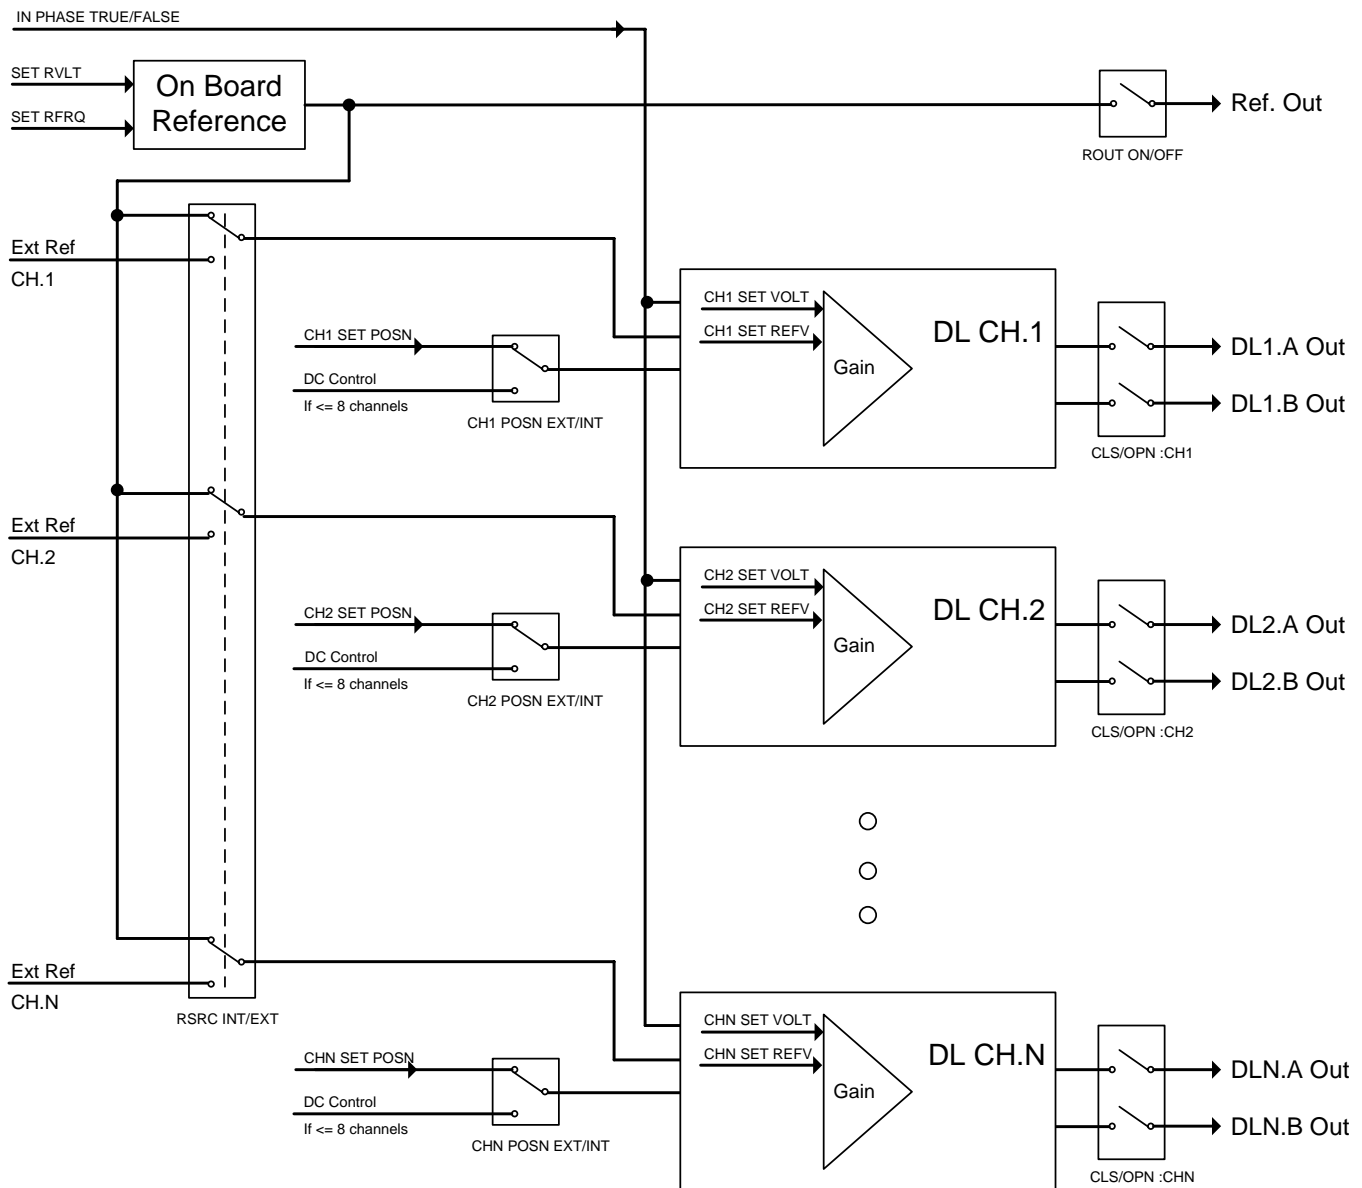 IN PHASE TRUE/FALSE
SET RVLT
SET RFRQ
On Board
Reference
Ref. Out
ROUT ON/OFF
Ext Ref
CH.1
CH1 SET POSN
DC Control
If <= 8 channels
CH1 POSN EXT/INT
CH1 SET VOLT
CH1 SET REFV
Gain
DL CH.1
DL1.A Out
DL1.B Out
CLS/OPN :CH1
Ext Ref
CH.2
CH2 SET POSN
DC Control
If <= 8 channels
CH2 POSN EXT/INT
CH2 SET VOLT
CH2 SET REFV
Gain
DL CH.2
DL2.A Out
DL2.B Out
CLS/OPN :CH2
Ext Ref
CH.N
RSRC INT/EXT
CHN SET POSN
DC Control
If <= 8 channels
CHN POSN EXT/INT
CHN SET VOLT
CHN SET REFV
Gain
DL CH.N
DLN.A Out
DLN.B Out
CLS/OPN :CHN